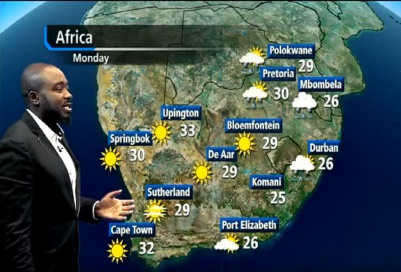 Africa
Monday
Polokwane
29
Pretoria
30
Mbombela
26
Upington
33
Bloemfontein
29
Springbok
30
De Aar
29
Durban
26
Komani
25
Sutherland
29
Cape Town
32
Port Elizabeth
26